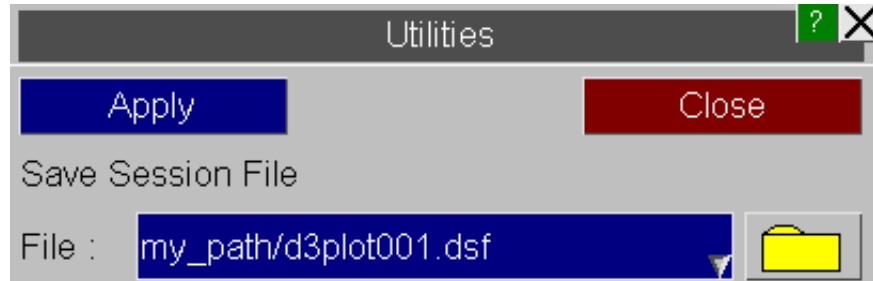 Utilities ? X
Apply Close
Save Session File
File : my_path/d3plot001.dsf